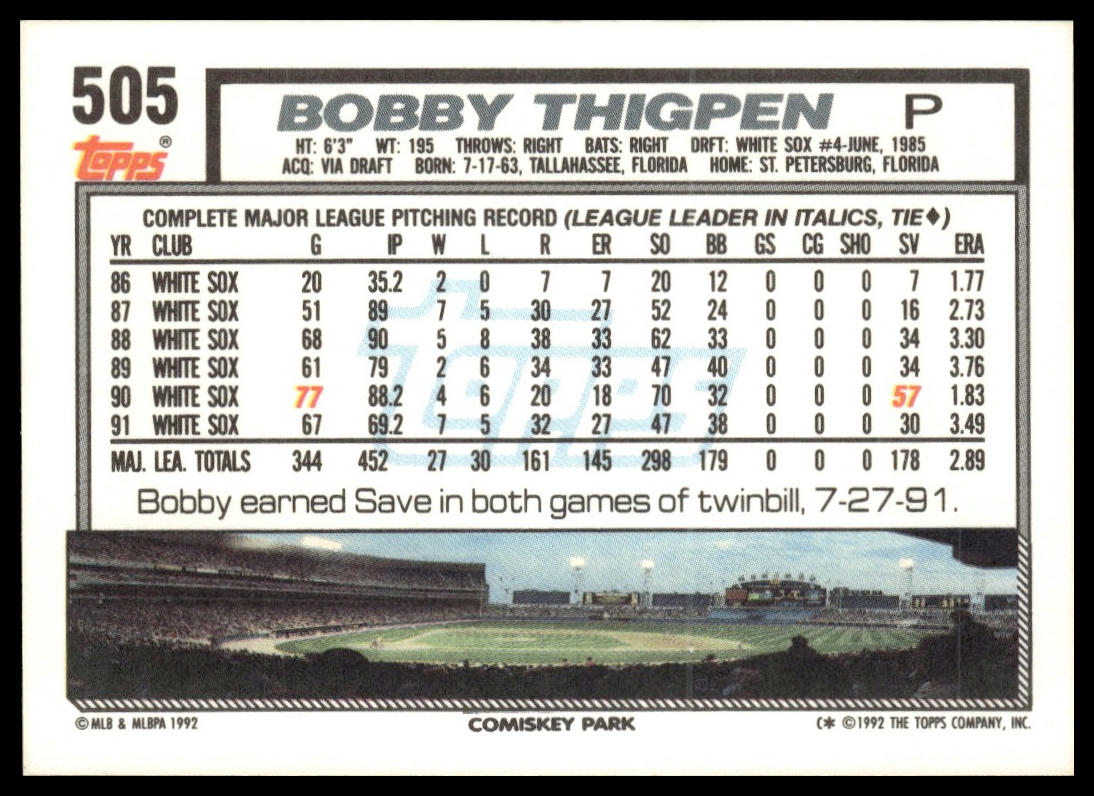 505
BOBBY THIGPEN P
topps®
HT: 6'3" WT: 195 THROWS: RIGHT BATS: RIGHT DRFT: WHITE SOX #4-JUNE, 1985
ACQ: VIA DRAFT BORN: 7-17-63, TALLAHASSEE, FLORIDA HOME: ST. PETERSBURG, FLORIDA
COMPLETE MAJOR LEAGUE PITCHING RECORD (LEAGUE LEADER IN ITALICS, TIE♦)
YR CLUB G IP W L R ER SO BB GS CG SHO SV ERA
86 WHITE SOX 20 35.2 2 0 7 7 20 12 0 0 0 7 1.77
87 WHITE SOX 51 89 7 5 30 27 52 24 0 0 0 16 2.73
88 WHITE SOX 68 90 5 8 38 33 62 33 0 0 0 34 3.30
89 WHITE SOX 61 79 2 6 34 33 47 40 0 0 0 34 3.76
90 WHITE SOX 77 88.2 4 6 20 18 70 32 0 0 0 57 1.83
91 WHITE SOX 67 69.2 7 5 32 27 47 38 0 0 0 30 3.49
MAJ. LEA. TOTALS 344 452 27 30 161 145 298 179 0 0 0 178 2.89
topps
Bobby earned Save in both games of twinbill, 7-27-91.
© MLB & MLBPA 1992
COMISKEY PARK
C* ©1992 THE TOPPS COMPANY, INC.